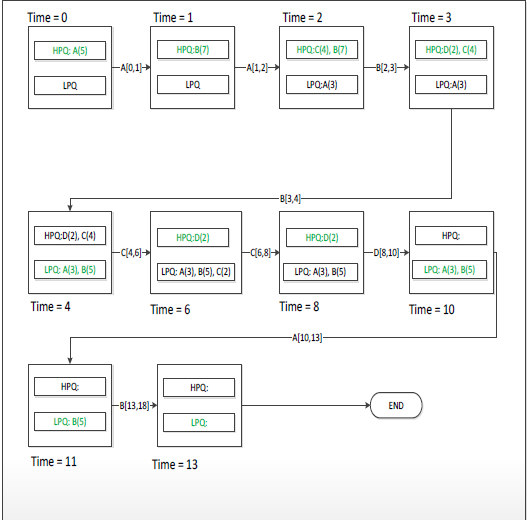 Time = 0
Time = 1
Time = 2
Time = 3
HPQ: A(5)
HPQ:B(7)
HPQ:C(4), B(7)
HPQ:D(2), C(4)
A[0,1]
A[1,2]
B[2,3]
LPQ
LPQ
LPQ:A(3)
LPQ:A(3)
B[3,4]
HPQ:D(2), C(4)
HPQ:D(2)
HPQ:D(2)
HPQ:
C[4,6]
C[6,8]
D[8,10]
LPQ: A(3), B(5)
LPQ: A(3), B(5), C(2)
LPQ: A(3), B(5)
LPQ: A(3), B(5)
Time = 4
Time = 6
Time = 8
Time = 10
A[10,13]
HPQ:
HPQ:
B[13,18]
END
LPQ: B(5)
LPQ:
Time = 11
Time = 13